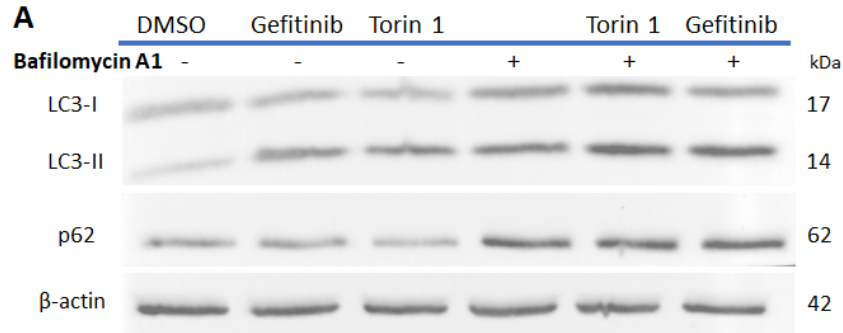 A
DMSO Gefitinib Torin 1 Torin 1 Gefitinib
Bafilomycin A1 - - - + + + kDa
LC3-I 17
LC3-II 14
p62 62
β-actin 42